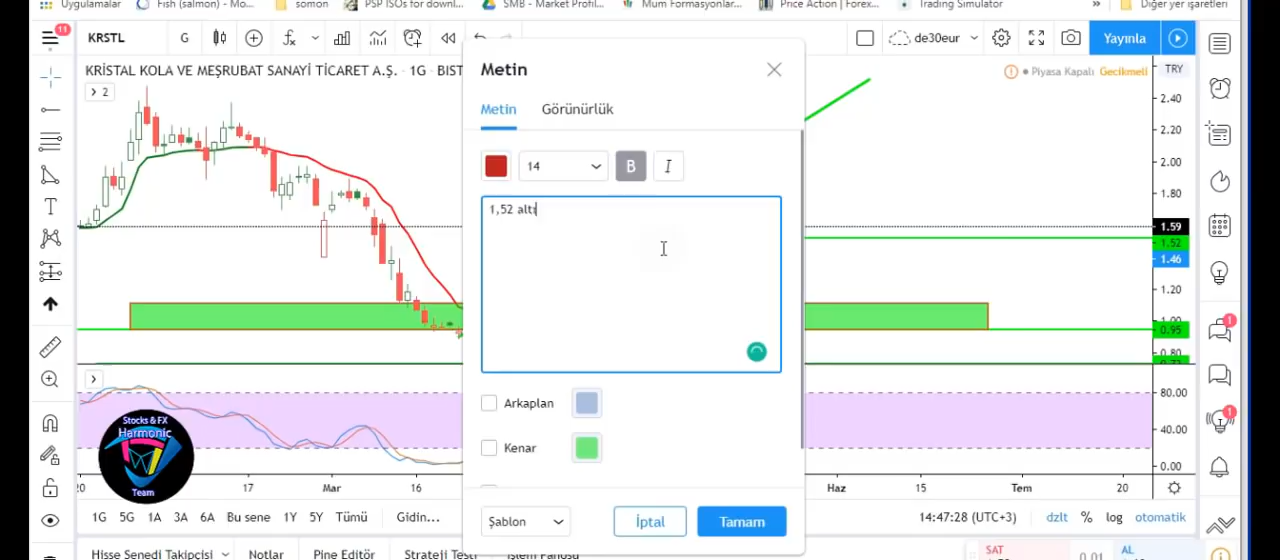 Uygulamalar
Fish (salmon) - Mo...
somon
PSP ISOs for downl...
SMB - Market Profil...
Mum Formasyonlar...
Price Action | Forex...
Trading Simulator
»
Diğer yer işaretleri
11
KRSTL
G
de30eur
Yayınla
KRİSTAL KOLA VE MEŞRUBAT SANAYİ TİCARET A.Ş. · 1G · BIST
Piyasa Kapalı Gecikmeli
TRY
> 2
Metin
Metin
Görünürlük
14
B
I
1,52 altı
Arkaplan
Kenar
Şablon
İptal
Tamam
2.40
2.20
2.00
1.80
1.59
1.52
1.46
1.20
1.00
0.95
0.80
80.00
40.00
0.00
1
1
Stocks & FX
Harmonic
Team
20
17
Mar
16
Haz
15
Tem
20
1G
5G
1A
3A
6A
Bu sene
1Y
5Y
Tümü
Gidin...
14:47:28 (UTC+3)
dzlt
%
log
otomatik
Hisse Senedi Takipçisi
Notlar
Pine Editör
Strateji Testi
İşlem Panosu
SAT
0.01
AL